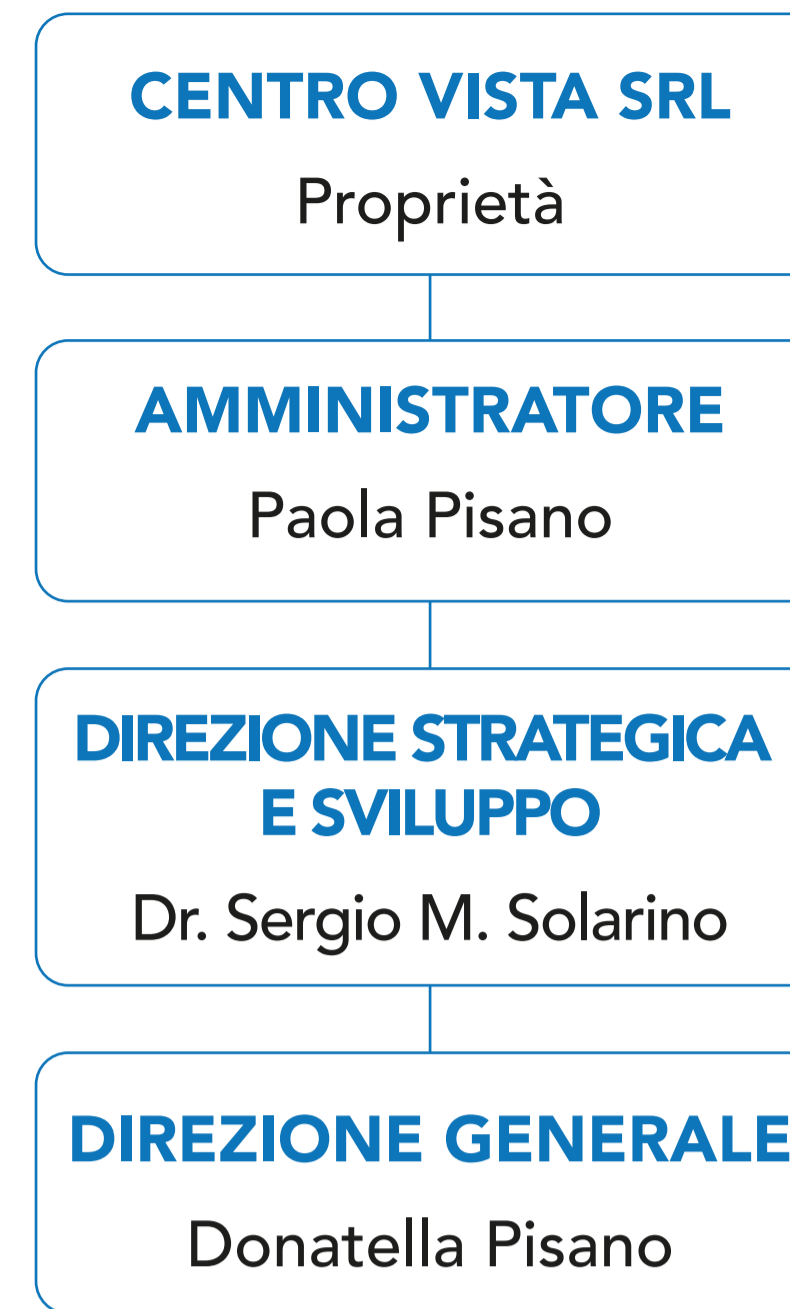 CENTRO VISTA SRL
Proprietà
AMMINISTRATORE
Paola Pisano
DIREZIONE STRATEGICA
E SVILUPPO
Dr. Sergio M. Solarino
DIREZIONE GENERALE
Donatella Pisano